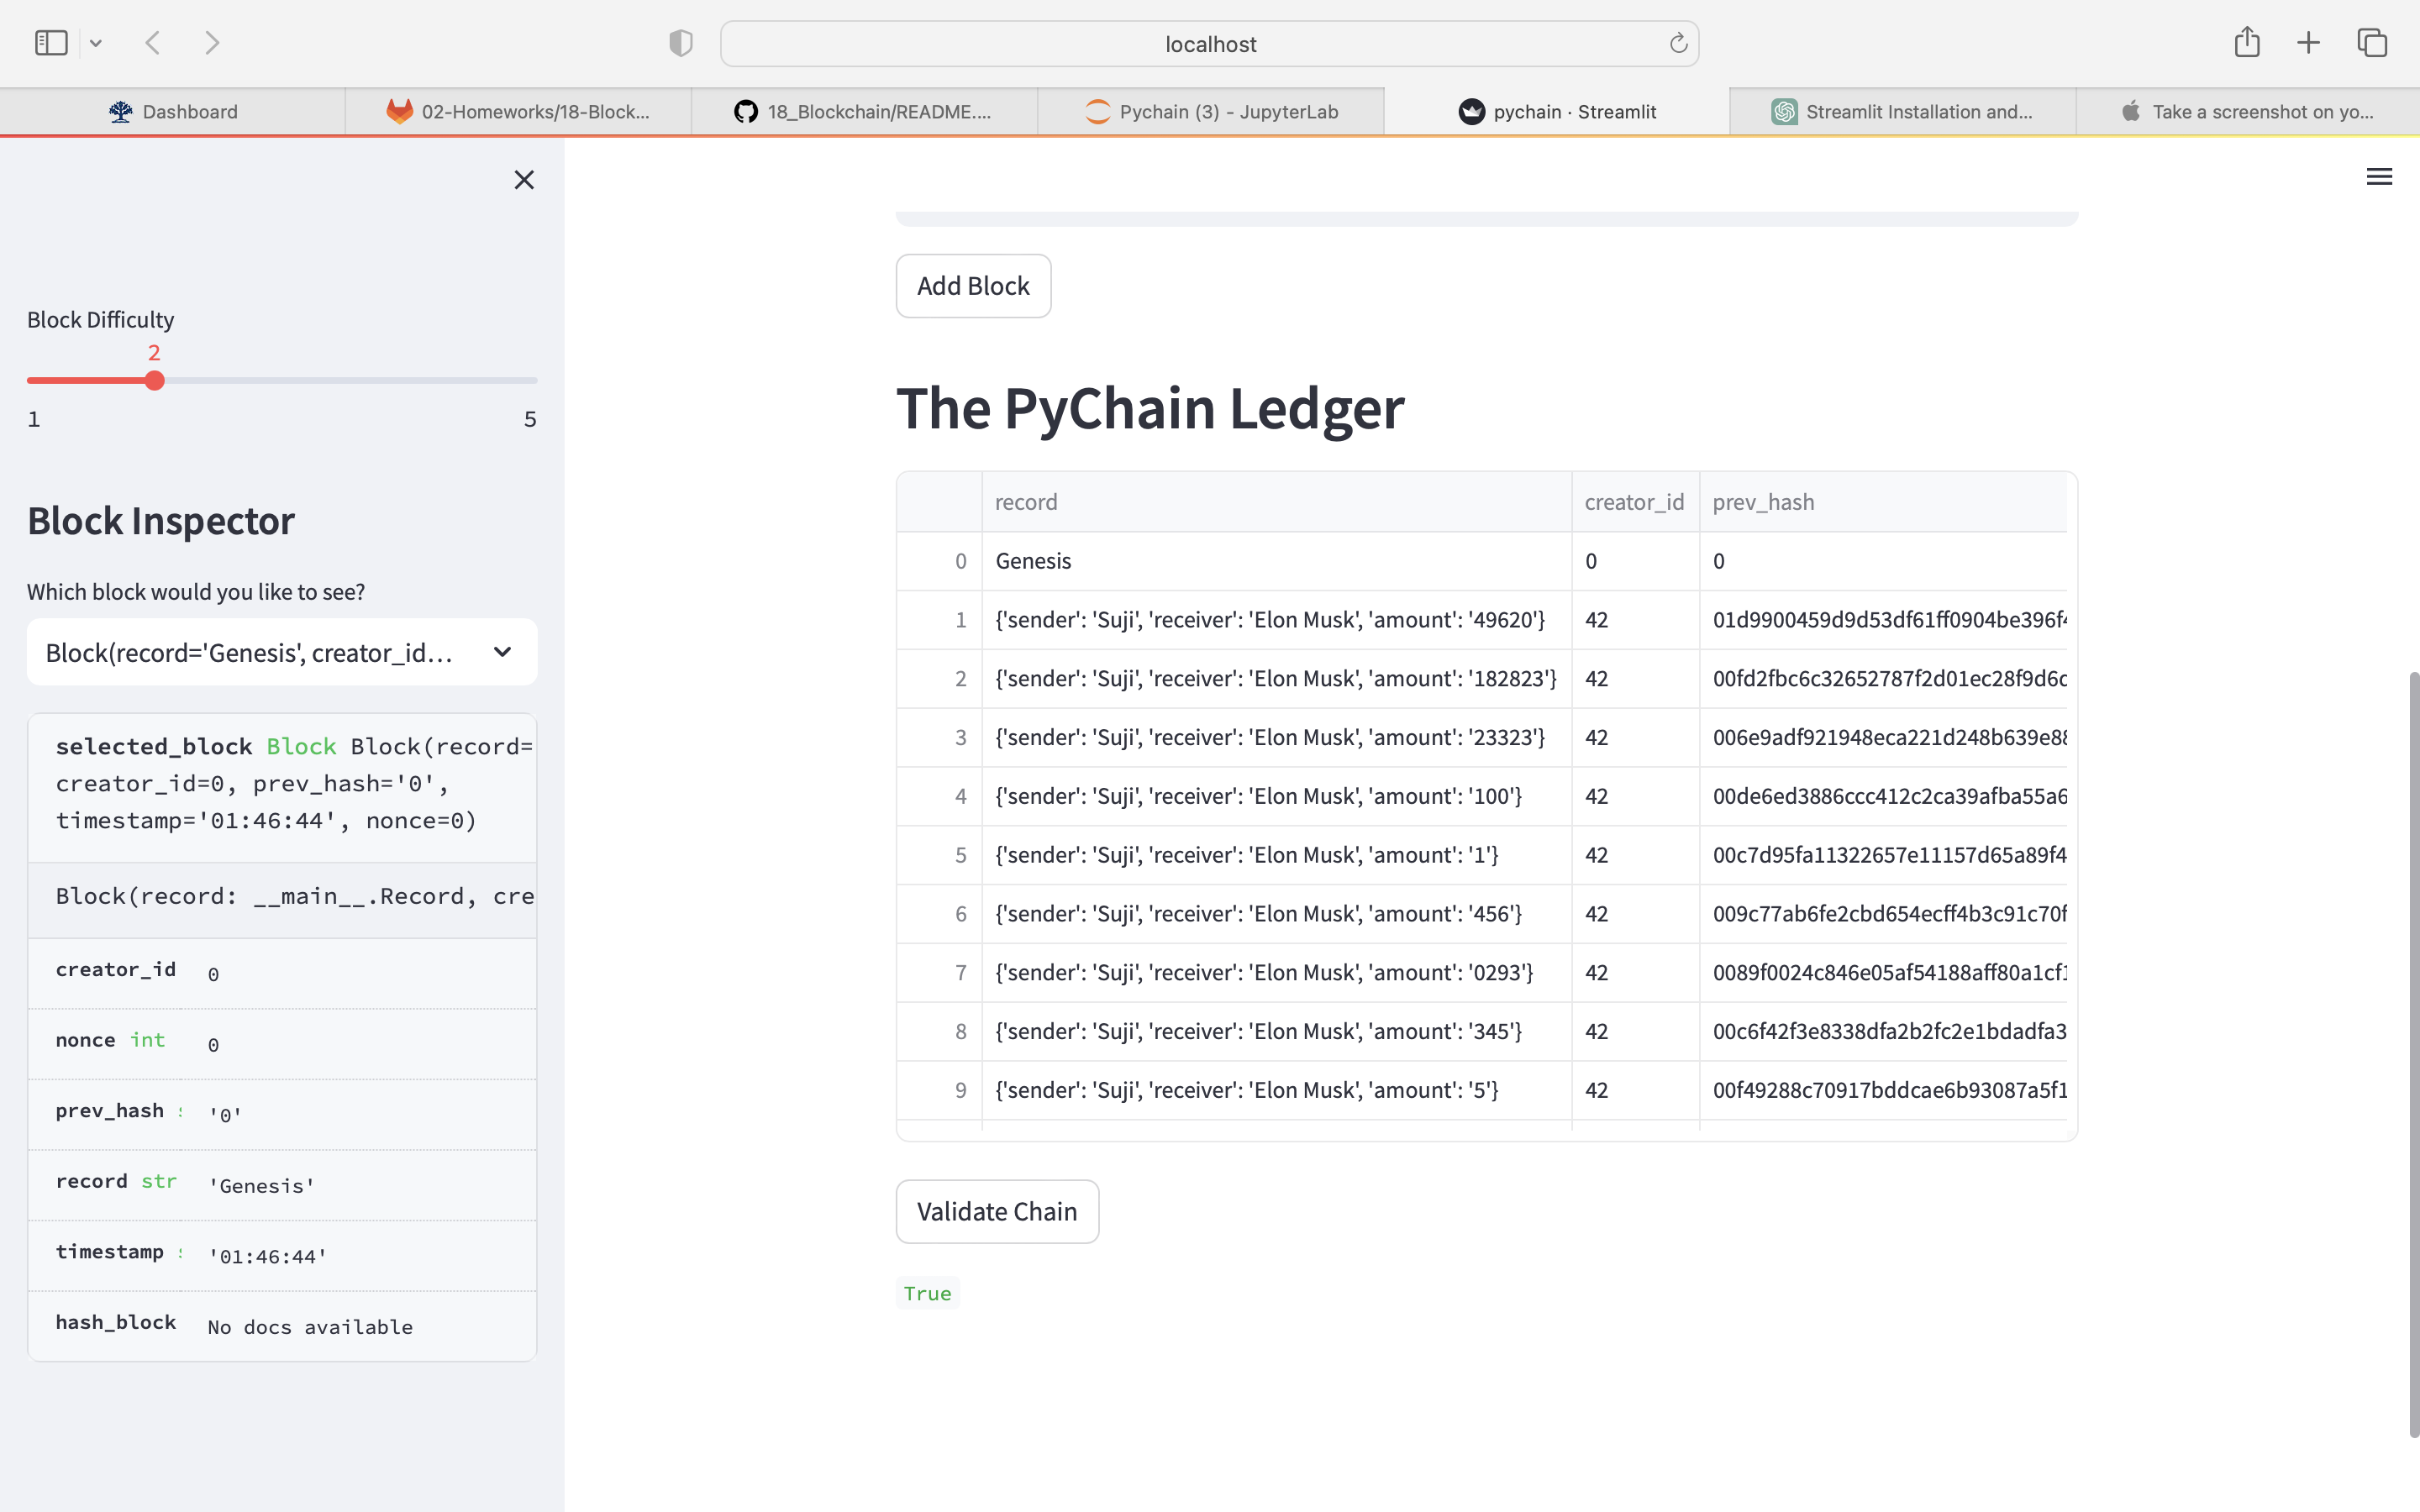 localhost
Dashboard
02-Homeworks/18-Block...
18_Blockchain/README....
Pychain (3) - JupyterLab
pychain · Streamlit
Streamlit Installation and...
Take a screenshot on yo...
Block Difficulty
2
1 5
Block Inspector
Which block would you like to see?
Block(record='Genesis', creator_id...
selected_block Block Block(record=
creator_id=0, prev_hash='0',
timestamp='01:46:44', nonce=0)
Block(record: __main__.Record, cre
creator_id 0
nonce int 0
prev_hash '0'
record str 'Genesis'
timestamp '01:46:44'
hash_block No docs available
Add Block
The PyChain Ledger
record creator_id prev_hash
0 Genesis 0 0
1 {'sender': 'Suji', 'receiver': 'Elon Musk', 'amount': '49620'} 42 01d9900459d9d53df61ff0904be396f4
2 {'sender': 'Suji', 'receiver': 'Elon Musk', 'amount': '182823'} 42 00fd2fbc6c32652787f2d01ec28f9d6c
3 {'sender': 'Suji', 'receiver': 'Elon Musk', 'amount': '23323'} 42 006e9adf921948eca221d248b639e88
4 {'sender': 'Suji', 'receiver': 'Elon Musk', 'amount': '100'} 42 00de6ed3886ccc412c2ca39afba55a6
5 {'sender': 'Suji', 'receiver': 'Elon Musk', 'amount': '1'} 42 00c7d95fa11322657e11157d65a89f4
6 {'sender': 'Suji', 'receiver': 'Elon Musk', 'amount': '456'} 42 009c77ab6fe2cbd654ecff4b3c91c70f
7 {'sender': 'Suji', 'receiver': 'Elon Musk', 'amount': '0293'} 42 0089f0024c846e05af54188aff80a1cf1
8 {'sender': 'Suji', 'receiver': 'Elon Musk', 'amount': '345'} 42 00c6f42f3e8338dfa2b2fc2e1bdadfa3
9 {'sender': 'Suji', 'receiver': 'Elon Musk', 'amount': '5'} 42 00f49288c70917bddcae6b93087a5f1
Validate Chain
True